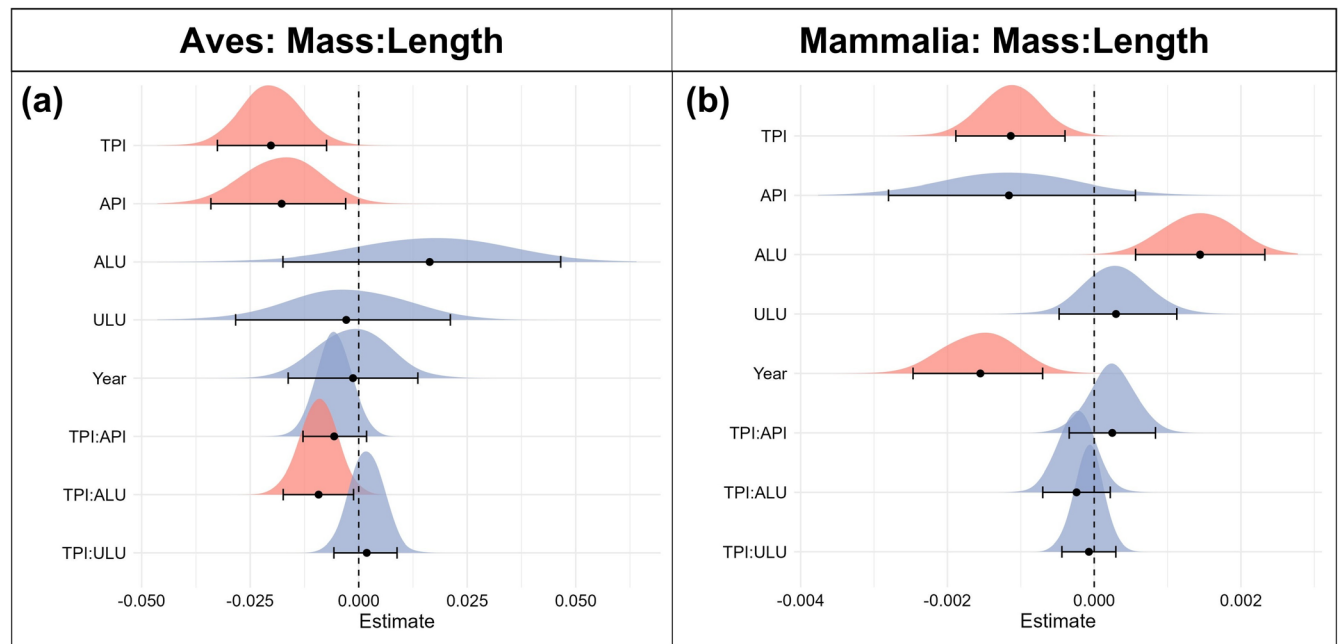 Aves: Mass:Length
(a)
TPI
API
ALU
ULU
Year
TPI:API
TPI:ALU
TPI:ULU
-0.050 -0.025 0.000 0.025 0.050
Estimate
Mammalia: Mass:Length
(b)
TPI
API
ALU
ULU
Year
TPI:API
TPI:ALU
TPI:ULU
-0.004 -0.002 0.000 0.002
Estimate